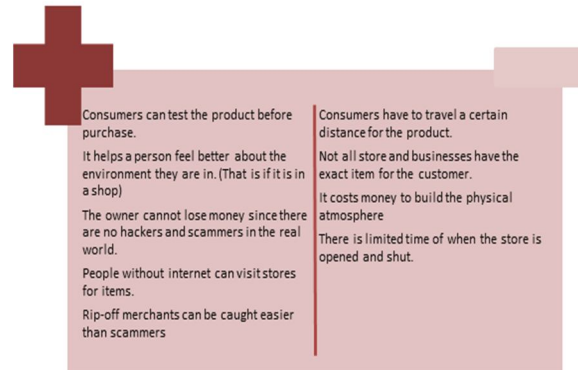 Consumers can test the product before
purchase.
It helps a person feel better about the
environment they are in. (That is if it is in
a shop)
The owner cannot lose money since there
are no hackers and scammers in the real
world.
People without internet can visit stores
for items.
Rip-off merchants can be caught easier
than scammers
Consumers have to travel a certain
distance for the product.
Not all store and businesses have the
exact item for the customer.
It costs money to build the physical
atmosphere
There is limited time of when the store is
opened and shut.